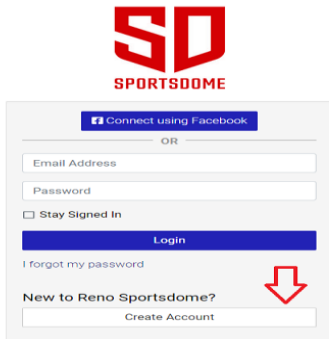 SD
SPORTSDOME
Connect using Facebook
OR
Email Address
Password
Stay Signed In
Login
I forgot my password
New to Reno Sportsdome?
Create Account